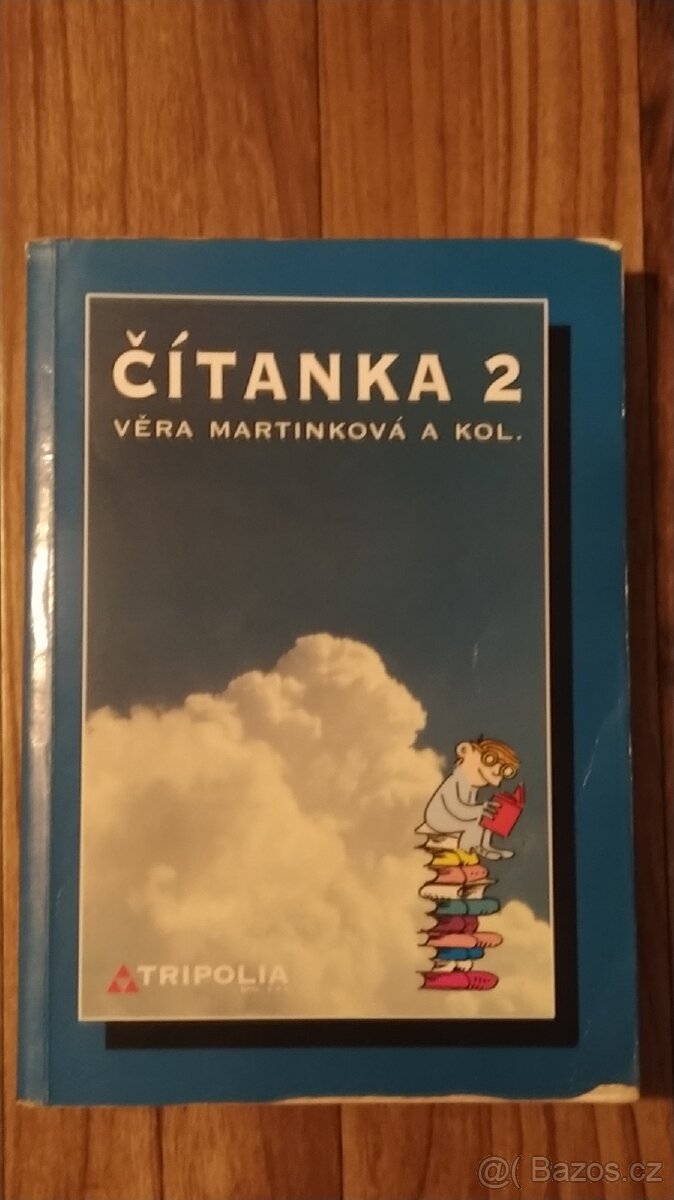 ČÍTANKA 2
VĚRA MARTINKOVÁ A KOL.
TRIPOLIA
@( Bazos.cz